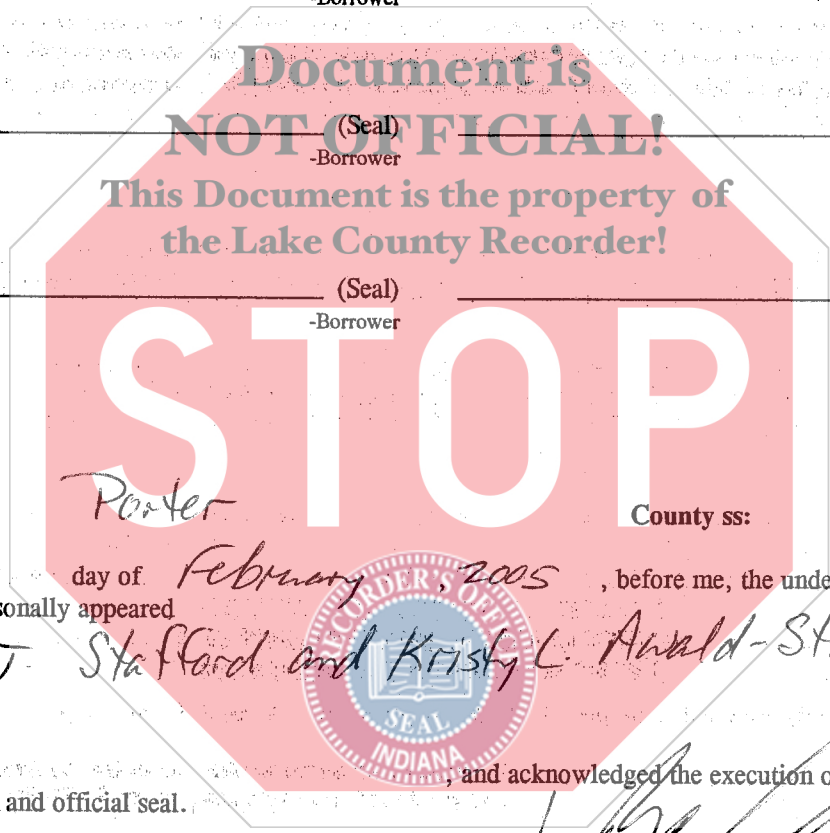 -Borrower
Document is
(Seal)
NOT OFFICIAL!
-Borrower
This Document is the property of
the Lake County Recorder!
(Seal)
-Borrower
STOP
Porter
County ss:
day of February, 2005, before me, the unde
sonally appeared
Stafford and Kristy L. Awald-St
RECORDER'S OFFICE
SEAL
INDIANA
, and acknowledged the execution o
and official seal.